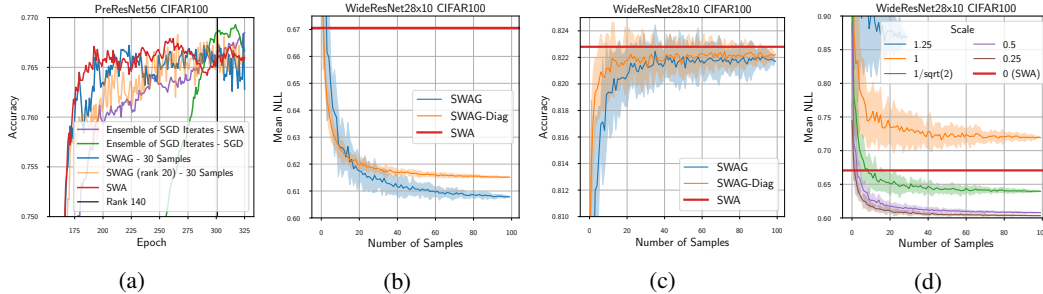 PreResNet56 CIFAR100
0.770
0.765
0.760
0.755
0.750
Accuracy
Ensemble of SGD Iterates - SWA
Ensemble of SGD Iterates - SGD
SWAG - 30 Samples
SWAG (rank 20) - 30 Samples
SWA
Rank 140
175 200 225 250 275 300 325
Epoch
(a)
WideResNet28x10 CIFAR100
0.67
0.66
0.65
0.64
0.63
0.62
0.61
0.60
Mean NLL
SWAG
SWAG-Diag
SWA
0 20 40 60 80 100
Number of Samples
(b)
WideResNet28x10 CIFAR100
0.824
0.822
0.820
0.818
0.816
0.814
0.812
0.810
Accuracy
SWAG
SWAG-Diag
SWA
0 20 40 60 80 100
Number of Samples
(c)
WideResNet28x10 CIFAR100
0.90
0.85
0.80
0.75
0.70
0.65
0.60
Mean NLL
Scale
1.25
1
1/sqrt(2)
0.5
0.25
0 (SWA)
0 20 40 60 80 100
Number of Samples
(d)